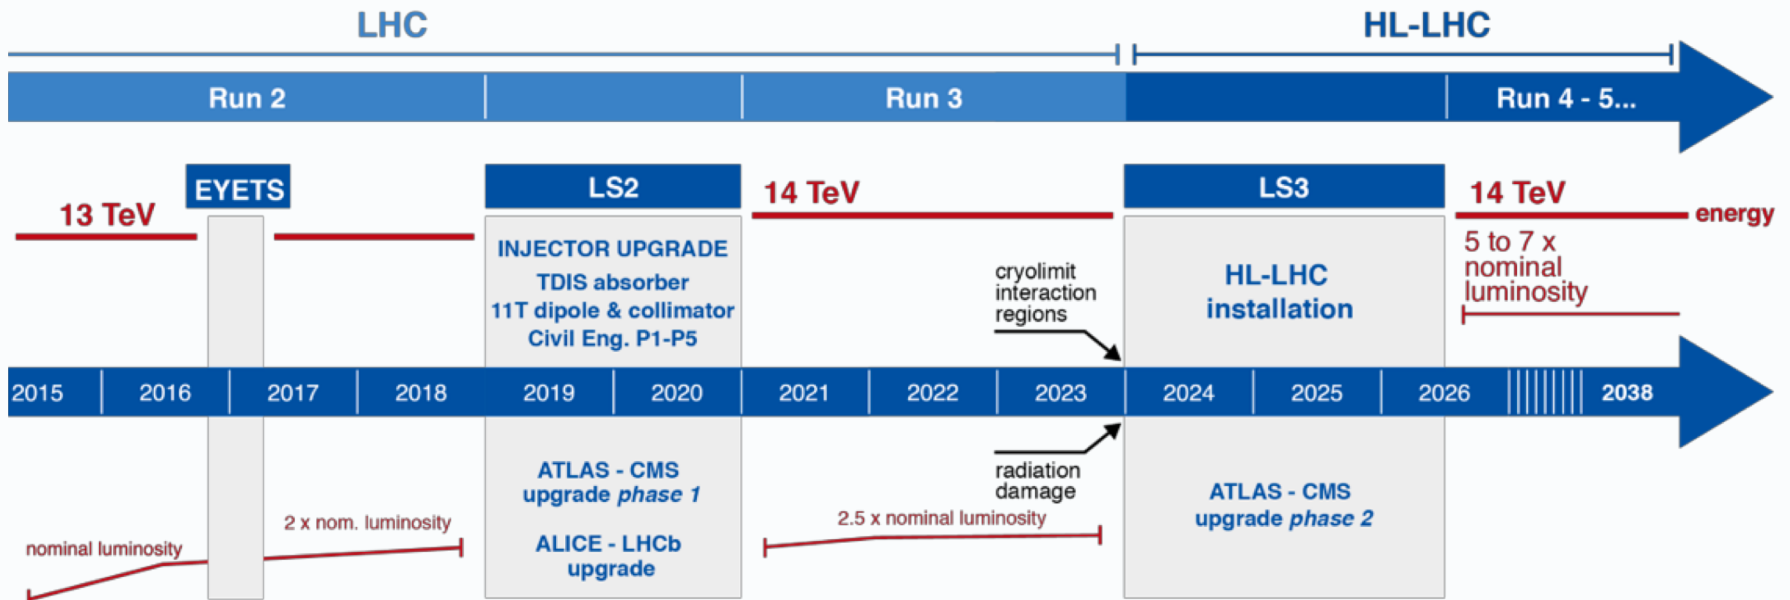 LHC
HL-LHC
Run 2
Run 3
Run 4 - 5...
EYETS
LS2
LS3
13 TeV
14 TeV
14 TeV
energy
INJECTOR UPGRADE
TDIS absorber
11T dipole & collimator
Civil Eng. P1-P5
cryolimit
interaction
regions
HL-LHC
installation
5 to 7 x
nominal
luminosity
2015 2016 2017 2018 2019 2020 2021 2022 2023 2024 2025 2026 2038
nominal luminosity
2 x nom. luminosity
ATLAS - CMS
upgrade phase 1
ALICE - LHCb
upgrade
2.5 x nominal luminosity
radiation
damage
ATLAS - CMS
upgrade phase 2